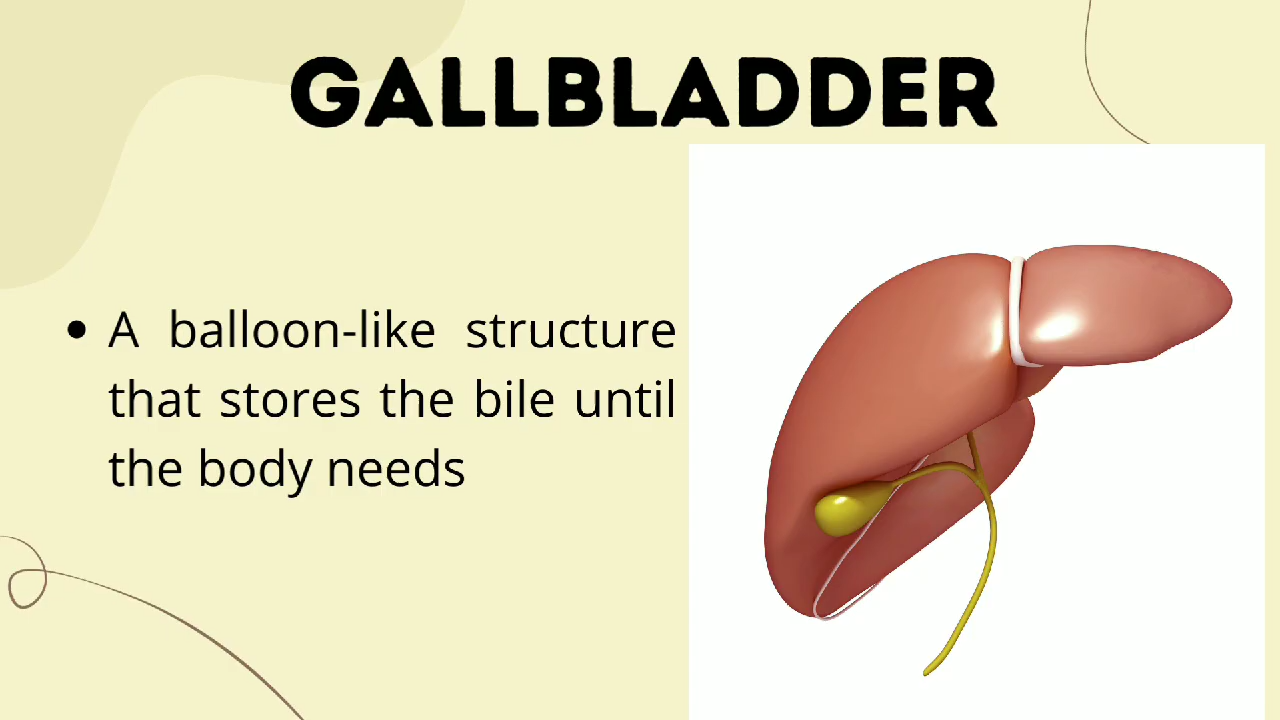 GALLBLADDER
• A balloon-like structure
that stores the bile until
the body needs